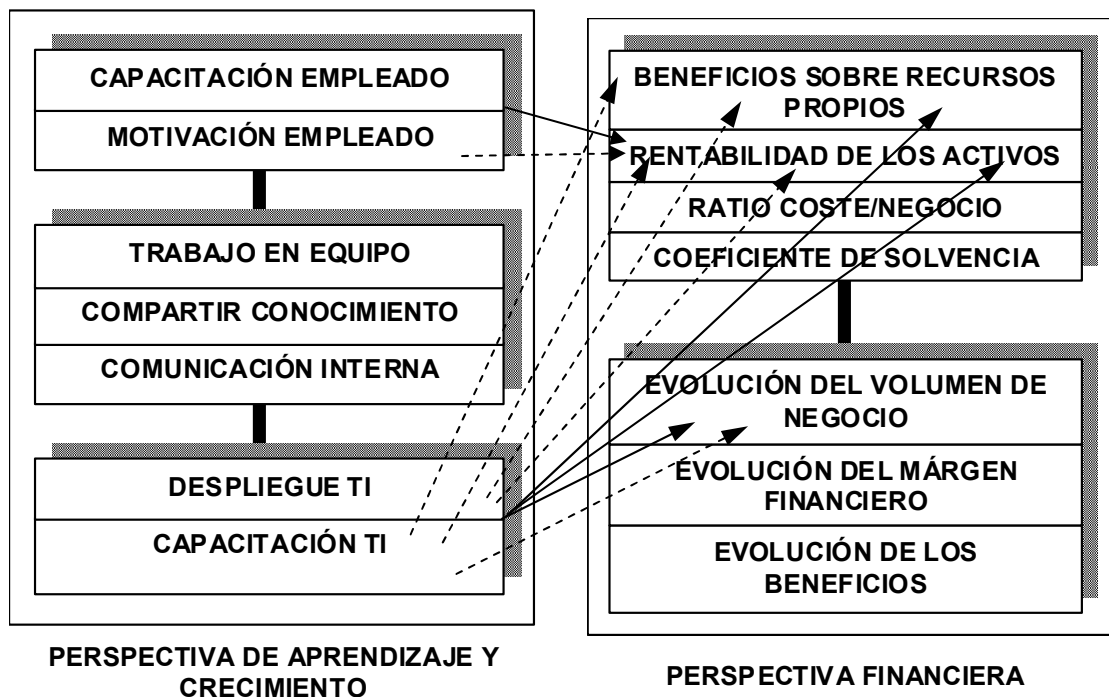 CAPACITACIÓN EMPLEADO
MOTIVACIÓN EMPLEADO
TRABAJO EN EQUIPO
COMPARTIR CONOCIMIENTO
COMUNICACIÓN INTERNA
DESPLIEGUE TI
CAPACITACIÓN TI
PERSPECTIVA DE APRENDIZAJE Y
CRECIMIENTO
BENEFICIOS SOBRE RECURSOS
PROPIOS
RENTABILIDAD DE LOS ACTIVOS
RATIO COSTE/NEGOCIO
COEFICIENTE DE SOLVENCIA
EVOLUCIÓN DEL VOLUMEN DE
NEGOCIO
EVOLUCIÓN DEL MÁRGEN
FINANCIERO
EVOLUCIÓN DE LOS
BENEFICIOS
PERSPECTIVA FINANCIERA